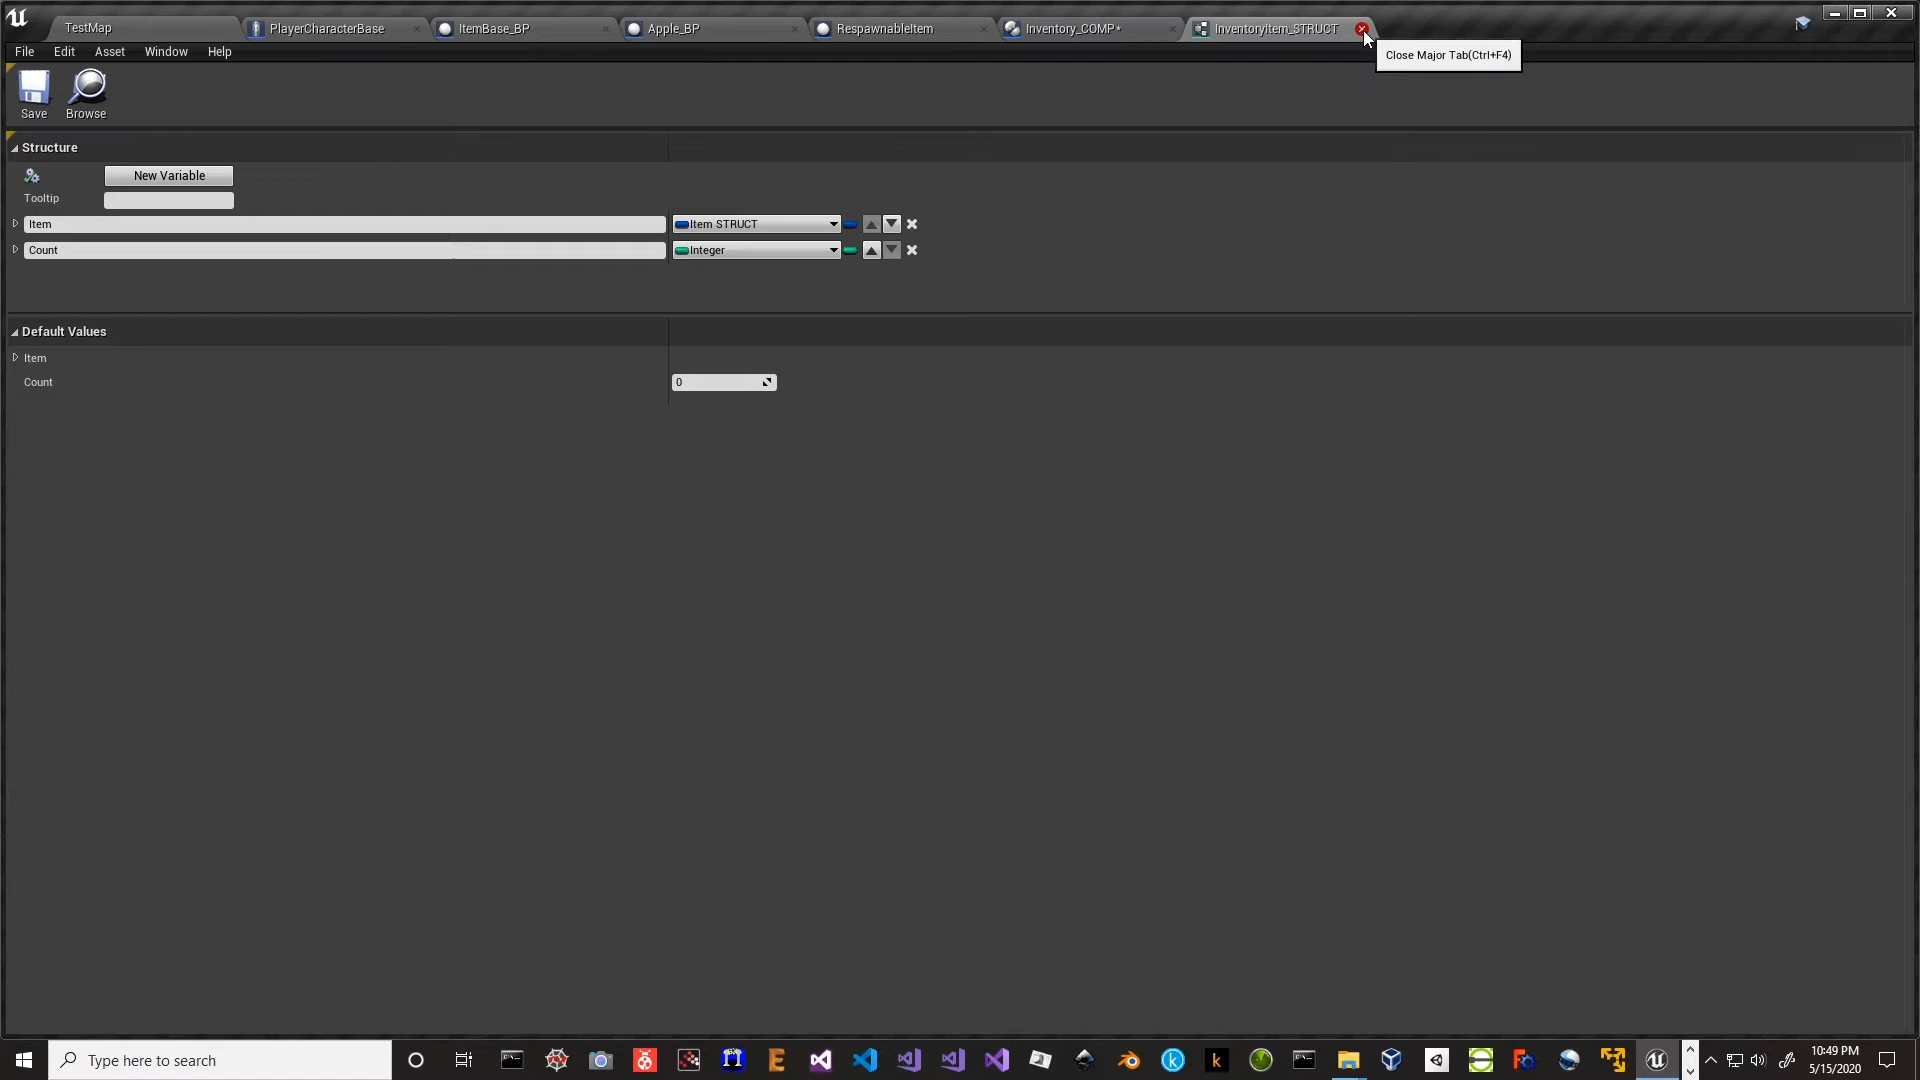 TestMap PlayerCharacterBase ItemBase_BP Apple_BP RespawnableItem Inventory_COMP* InventoryItem_STRUCT
File Edit Asset Window Help
Close Major Tab(Ctrl+F4)
Save Browse
Structure
New Variable
Tooltip
Item Item STRUCT
Count Integer
Default Values
Item
Count 0
Type here to search
10:49 PM
5/15/2020